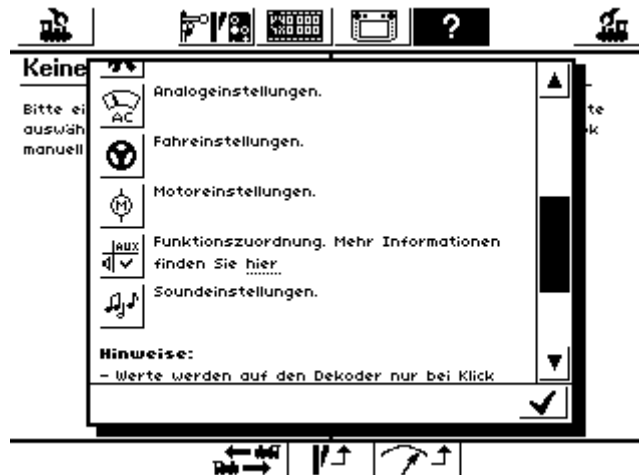 ?
Keine
Bitte ei
te
auswäh
k
manuell
AC
Analogeinstellungen.
Fahreinstellungen.
M
Motoreinstellungen.
AUX
Funktionszuordnung. Mehr Informationen
finden Sie hier
Soundeinstellungen.
Hinweise:
- Werte werden auf den Dekoder nur bei Klick